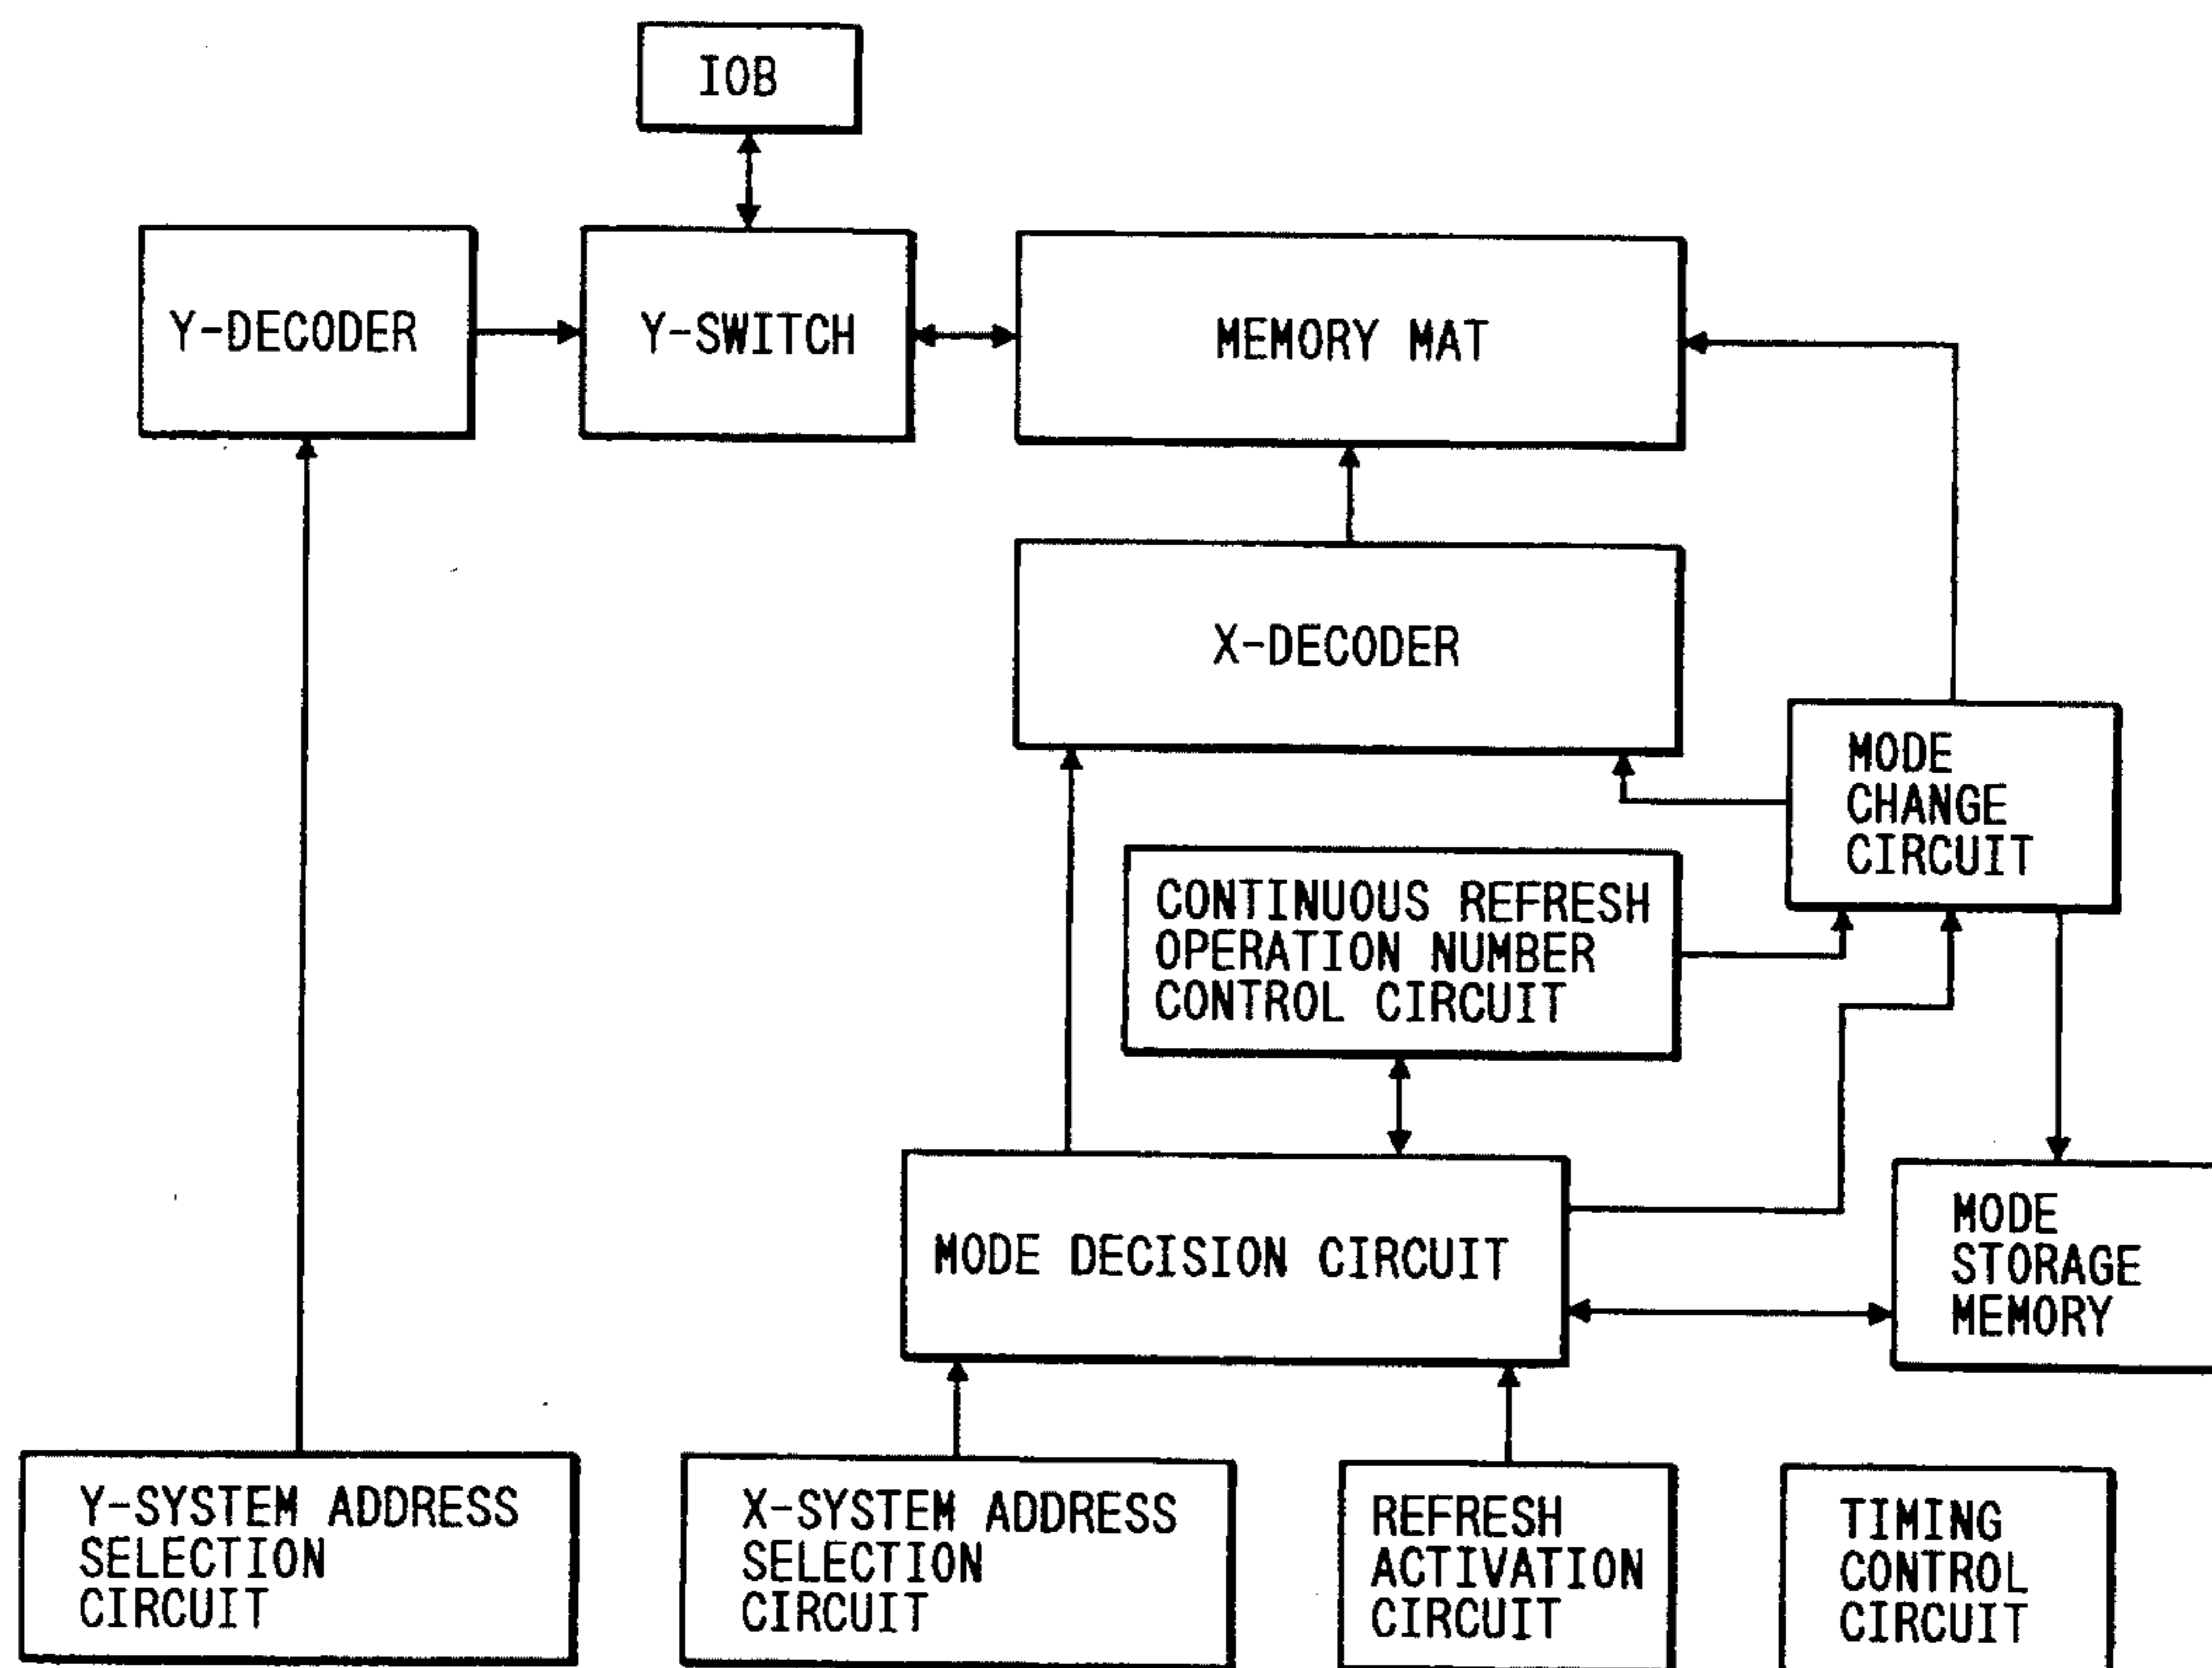 IOB
Y-DECODER
Y-SWITCH
MEMORY MAT
X-DECODER
MODE
CHANGE
CIRCUIT
CONTINUOUS REFRESH
OPERATION NUMBER
CONTROL CIRCUIT
MODE DECISION CIRCUIT
MODE
STORAGE
MEMORY
Y-SYSTEM ADDRESS
SELECTION
CIRCUIT
X-SYSTEM ADDRESS
SELECTION
CIRCUIT
REFRESH
ACTIVATION
CIRCUIT
TIMING
CONTROL
CIRCUIT